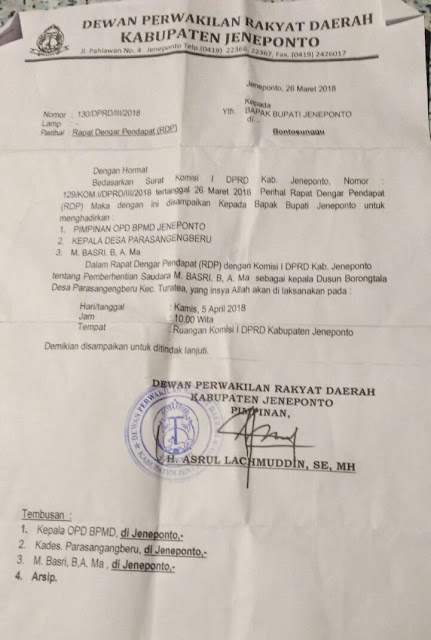 DEWAN PERWAKILAN RAKYAT DAERAH
KABUPATEN JENEPONTO
Jl. Pahlawan No. 4 Jeneponto Telp.(0419) 22366, 22367, Fax. (0419) 2426017
Jeneponto, 26 Maret 2018
Kepada
Nomor : 130/DPRD/III/2018 Yth. BAPAK BUPATI JENEPONTO
Lamp : - di -
Perihal : Rapat Dengar Pendapat (RDP) Bontosunggu
Dengan Hormat
Bedasarkan Surat Komisi I DPRD Kab. Jeneponto, Nomor :
129/KOM.I/DPRD/III/2018 tertanggal 26 Maret 2018 Perihal Rapat Dengar Pendapat
(RDP) Maka dengan ini disampaikan Kepada Bapak Bupati Jeneponto untuk
menghadirkan :
1. PIMPINAN OPD BPMD JENEPONTO
2. KEPALA DESA PARASANGENGBERU
3. M. BASRI, B, A. Ma
Dalam Rapat Dengar Pendapat (RDP) dengan Komisi I DPRD Kab. Jeneponto
tentang Pemberhentian Saudara M. BASRI, B, A. Ma sebagai kepala Dusun Borongtala
Desa Parasangengberu Kec. Turatea, yang insya Allah akan di laksanakan pada :
Hari/tanggal : Kamis, 5 April 2018
Jam : 10.00 Wita
Tempat : Ruangan Komisi I DPRD Kabupaten Jeneponto
Demikian disampaikan untuk ditindak lanjuti.
DEWAN PERWAKILAN RAKYAT DAERAH
KABUPATEN JENEPONTO
PIMPINAN,
H. ASRUL LACHMUDDIN, SE, MH
Tembusan :
1. Kepala OPD BPMD, di Jeneponto,-
2. Kades. Parasangangberu, di Jeneponto,-
3. M. Basri, B.A. Ma , di Jeneponto,-
4. Arsip.